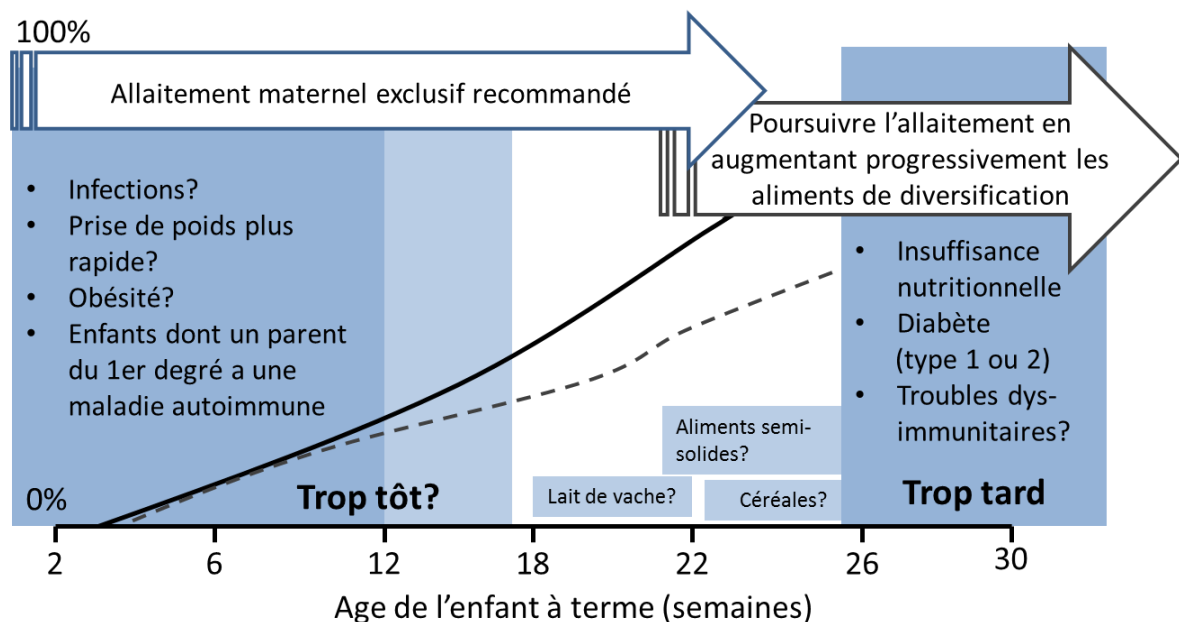 100%
Allaitement maternel exclusif recommandé
Poursuivre l'allaitement en
augmentant progressivement les
aliments de diversification
• Infections?
• Prise de poids plus
rapide?
• Obésité?
• Enfants dont un parent
du 1er degré a une
maladie autoimmune
• Insuffisance
nutritionnelle
• Diabète
(type 1 ou 2)
• Troubles dys-
immunitaires?
Aliments semi-
solides?
Lait de vache?
Céréales?
0%
Trop tôt?
Trop tard
2 6 12 18 22 26 30
Age de l'enfant à terme (semaines)